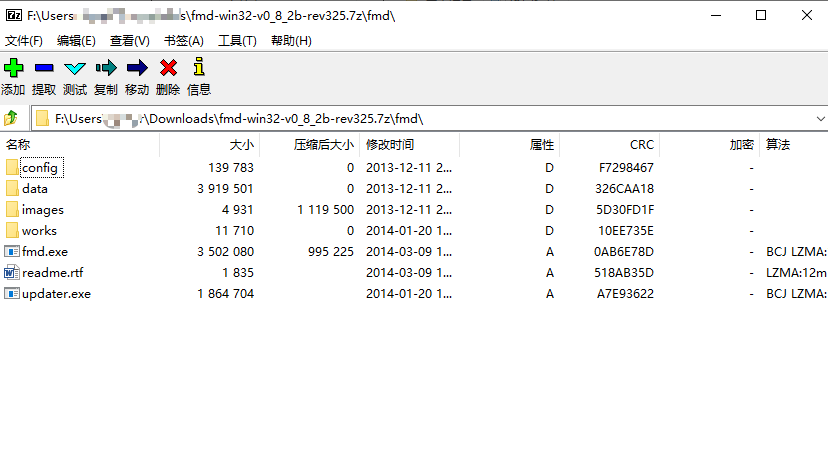 7z F:\Users s\fmd-win32-v0_8_2b-rev325.7z\fmd\
文件(F) 编辑(E) 查看(V) 书签(A) 工具(T) 帮助(H)
添加 提取 测试 复制 移动 删除 信息
F:\Users \Downloads\fmd-win32-v0_8_2b-rev325.7z\fmd\
名称 大小 压缩后大小 修改时间 属性 CRC 加密 算法
config 139 783 0 2013-12-11 2... D F7298467 -
data 3 919 501 0 2013-12-11 2... D 326CAA18 -
images 4 931 1 119 500 2013-12-11 2... D 5D30FD1F -
works 11 710 0 2014-01-20 1... D 10EE735E -
fmd.exe 3 502 080 995 225 2014-03-09 1... A 0AB6E78D - BCJ LZMA:
readme.rtf 1 835 2014-03-09 1... A 518AB35D - LZMA:12m
updater.exe 1 864 704 2014-01-20 1... A A7E93622 - BCJ LZMA: